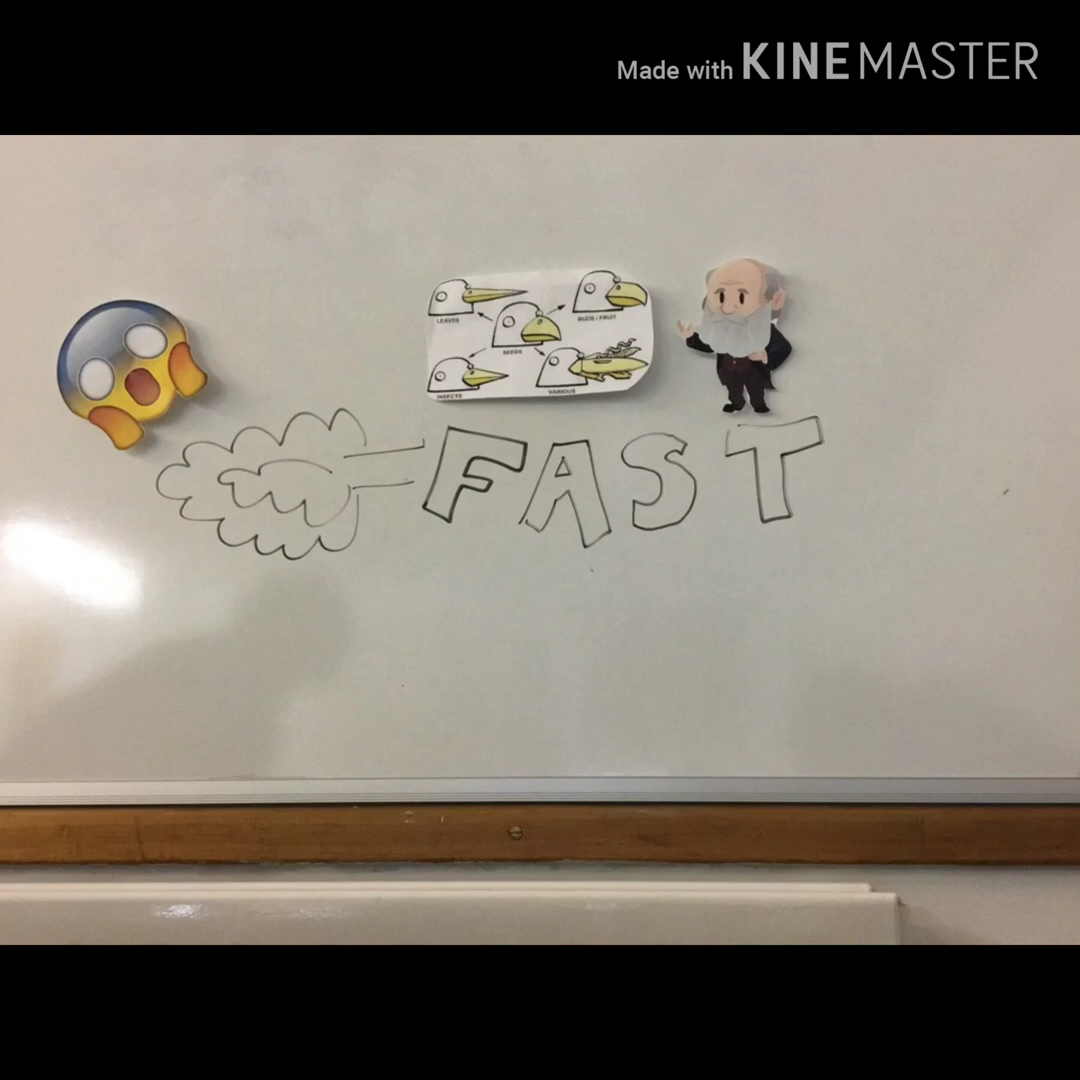 Made with KINEMASTER
LEAVES
BUDS / FRUIT
SEEDS
INSECTS
VARIOUS
FAST